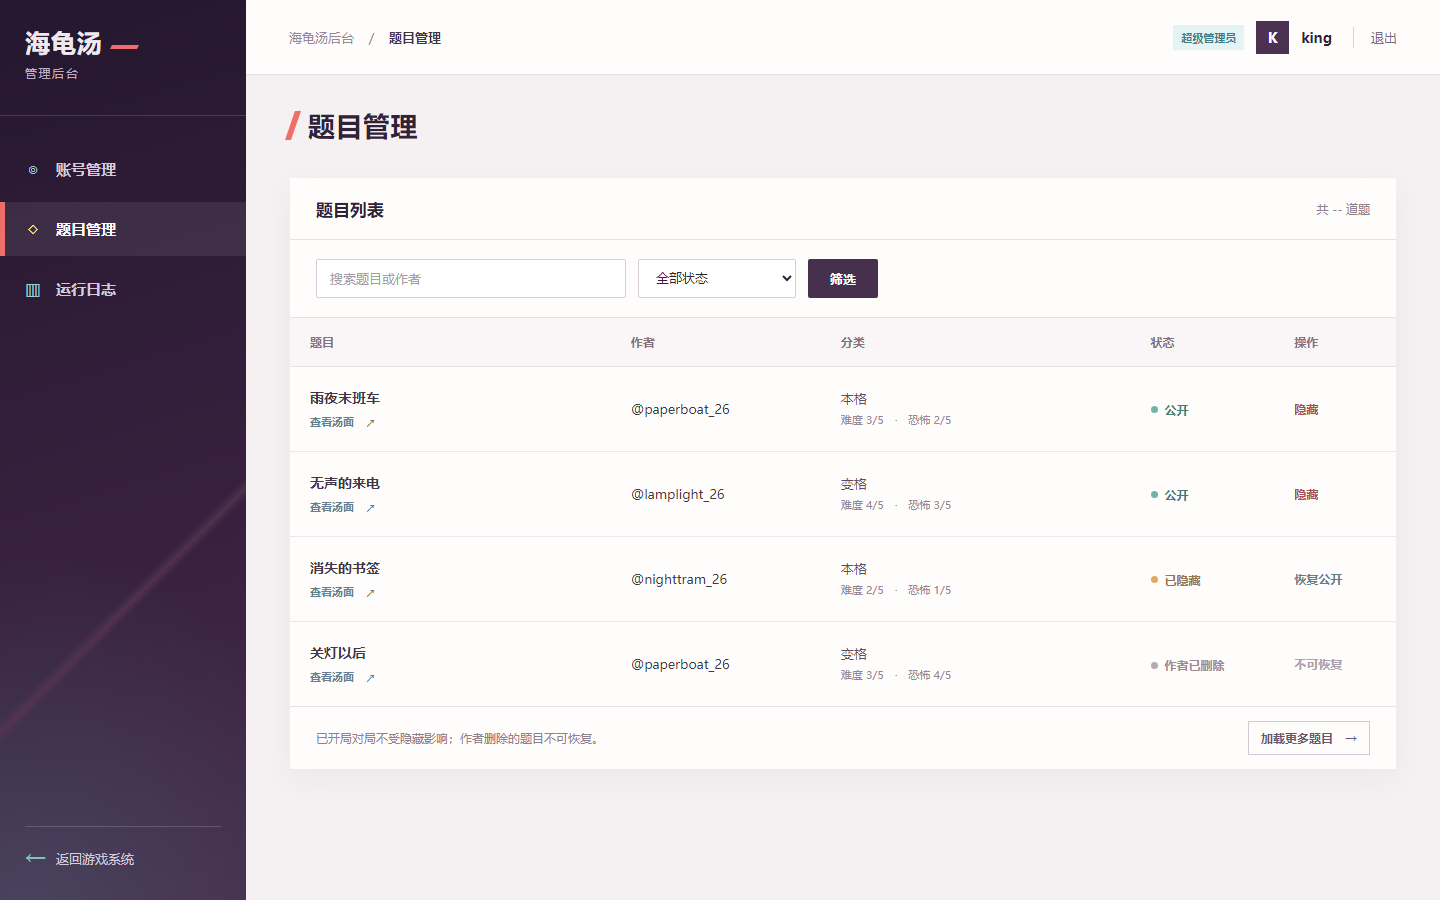 海龟汤
管理后台
账号管理
题目管理
运行日志
返回游戏系统
海龟汤后台 / 题目管理
超级管理员 K king 退出
题目管理
题目列表
共 -- 道题
搜索题目或作者 全部状态 筛选
题目 作者 分类 状态 操作
雨夜末班车
查看汤面 ↗
@paperboat_26
本格
难度 3/5 · 恐怖 2/5
公开
隐藏
无声的来电
查看汤面 ↗
@lamplight_26
变格
难度 4/5 · 恐怖 3/5
公开
隐藏
消失的书签
查看汤面 ↗
@nighttram_26
本格
难度 2/5 · 恐怖 1/5
已隐藏
恢复公开
关灯以后
查看汤面 ↗
@paperboat_26
变格
难度 3/5 · 恐怖 4/5
作者已删除
不可恢复
已开局对局不受隐藏影响；作者删除的题目不可恢复。
加载更多题目 →